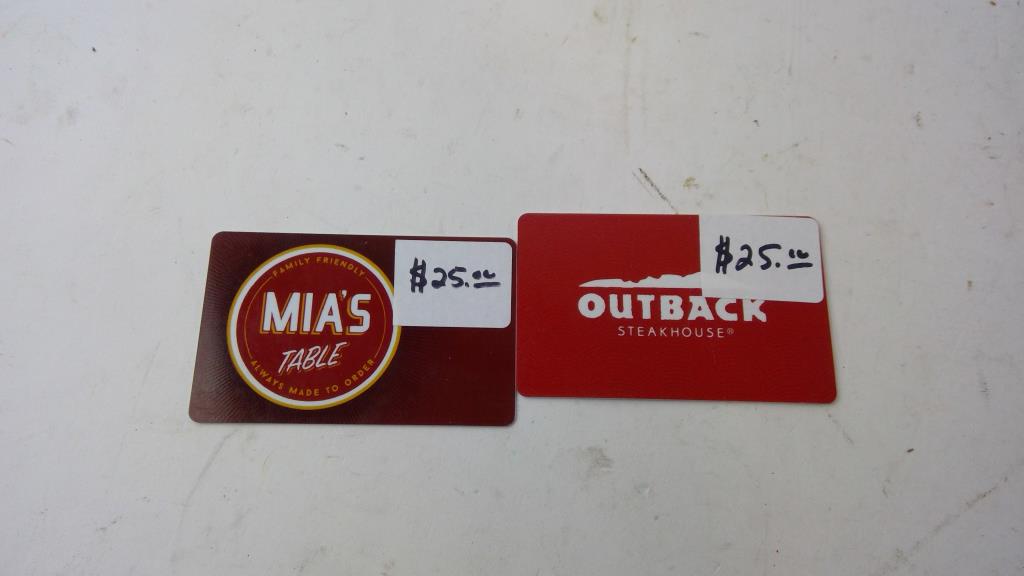 FAMILY FRIENDLY
MIA'S
TABLE
ALWAYS MADE TO ORDER
$25.00
$25.00
OUTBACK
STEAKHOUSE®